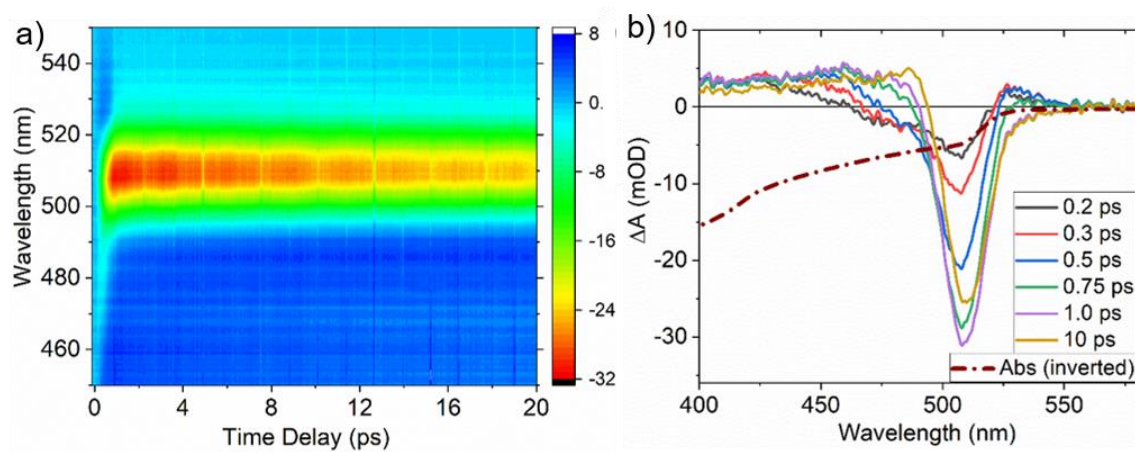 a)
Wavelength (nm)
540
520
500
480
460
0
4
8
12
16
20
Time Delay (ps)
8
0.
-8
-16
-24
-32
b)
ΔA (mOD)
10
0
-10
-20
-30
400
450
500
550
Wavelength (nm)
0.2 ps
0.3 ps
0.5 ps
0.75 ps
1.0 ps
10 ps
Abs (inverted)